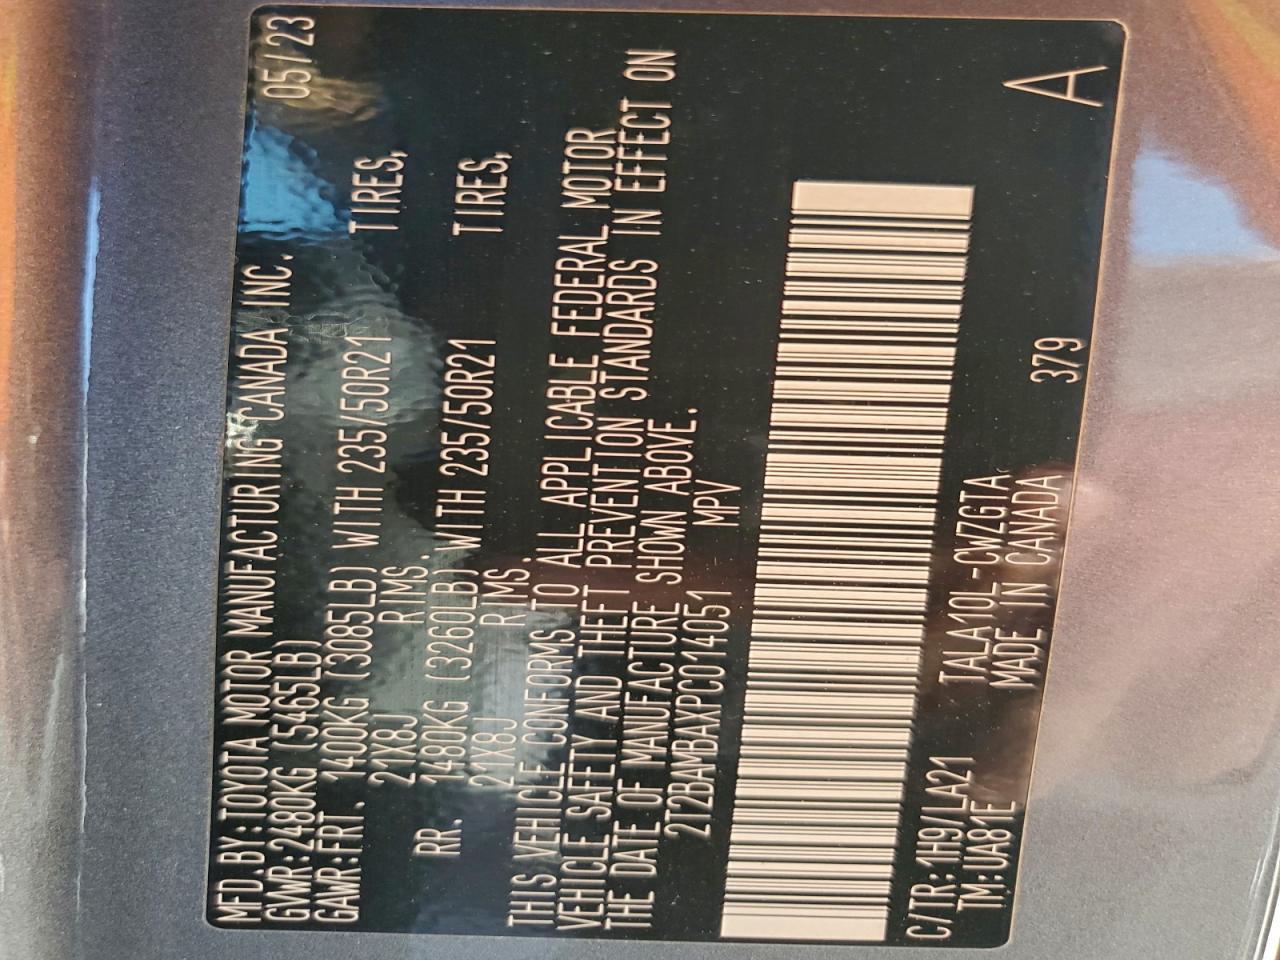 MFD.BY:TOYOTA MOTOR MANUFACTURING CANADA INC. 05/23
GVWR:2480KG (5465LB)
GAWR:FRT. 1400KG (3085LB) WITH 235/50R21 TIRES,
21X8J RIMS.
RR. 1480KG (3260LB) WITH 235/50R21 TIRES,
21X8J RIMS.
THIS VEHICLE CONFORMS TO ALL APPLICABLE FEDERAL MOTOR
VEHICLE SAFETY AND THEFT PREVENTION STANDARDS IN EFFECT ON
THE DATE OF MANUFACTURE SHOWN ABOVE.
2T2BAMBAXPC014051 MPV
C/TR:1H9/LA21 TALA10L-CWZGTA 379 A
TM:UA81E MADE IN CANADA